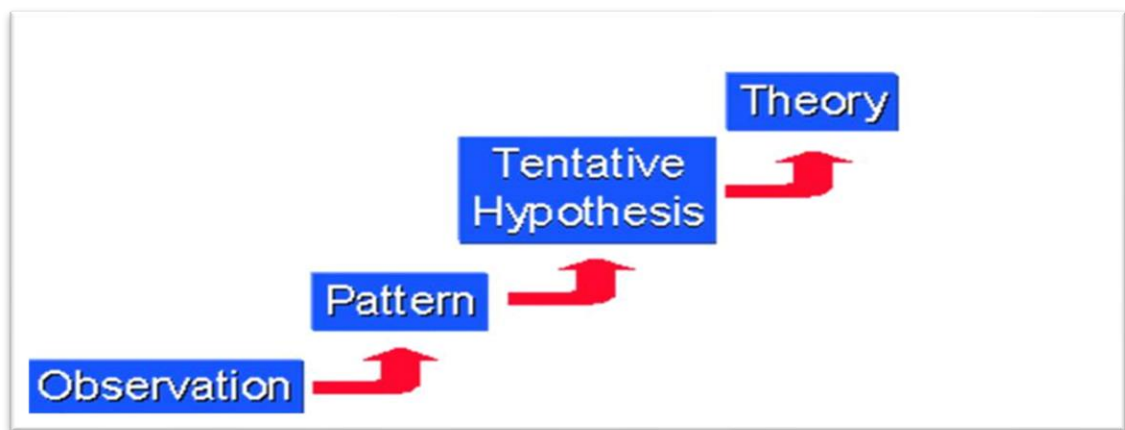 Theory
Tentative
Hypothesis
Pattern
Observation